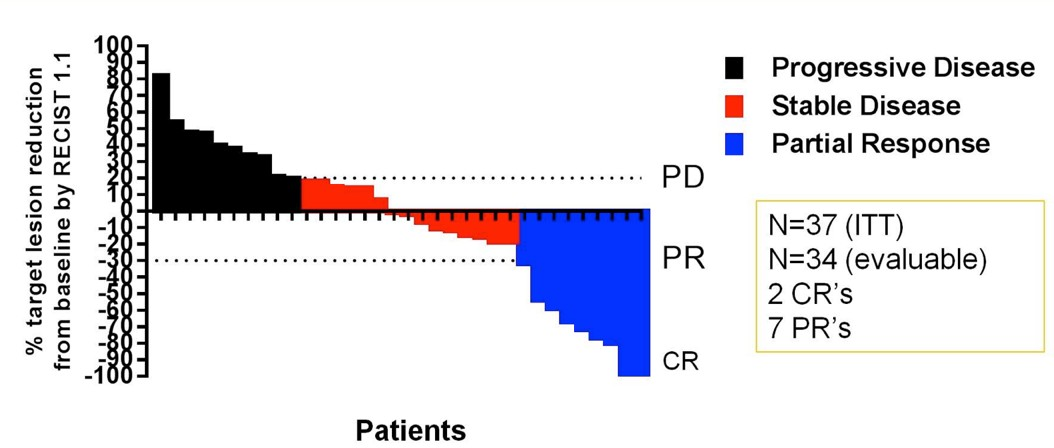 % target lesion reduction
from baseline by RECIST 1.1
100
90
80
70
60
50
40
30
20
10
0
-10
-20
-30
-40
-50
-60
-70
-80
-90
-100
Progressive Disease
Stable Disease
Partial Response
PD
PR
CR
N=37 (ITT)
N=34 (evaluable)
2 CR's
7 PR's
Patients